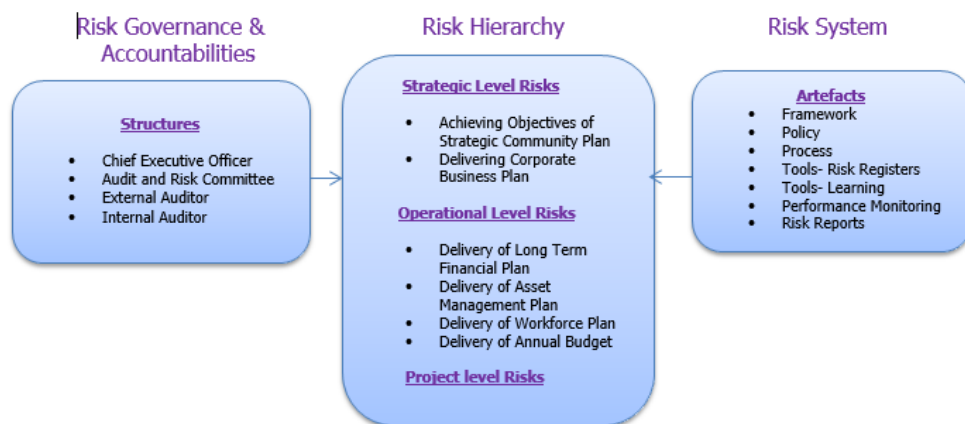 Risk Governance &
Accountabilities
Structures
• Chief Executive Officer
• Audit and Risk Committee
• External Auditor
• Internal Auditor
Risk Hierarchy
Strategic Level Risks
• Achieving Objectives of
Strategic Community Plan
• Delivering Corporate
Business Plan
Operational Level Risks
• Delivery of Long Term
Financial Plan
• Delivery of Asset
Management Plan
• Delivery of Workforce Plan
• Delivery of Annual Budget
Project level Risks
Risk System
Artefacts
• Framework
• Policy
• Process
• Tools- Risk Registers
• Tools- Learning
• Performance Monitoring
• Risk Reports